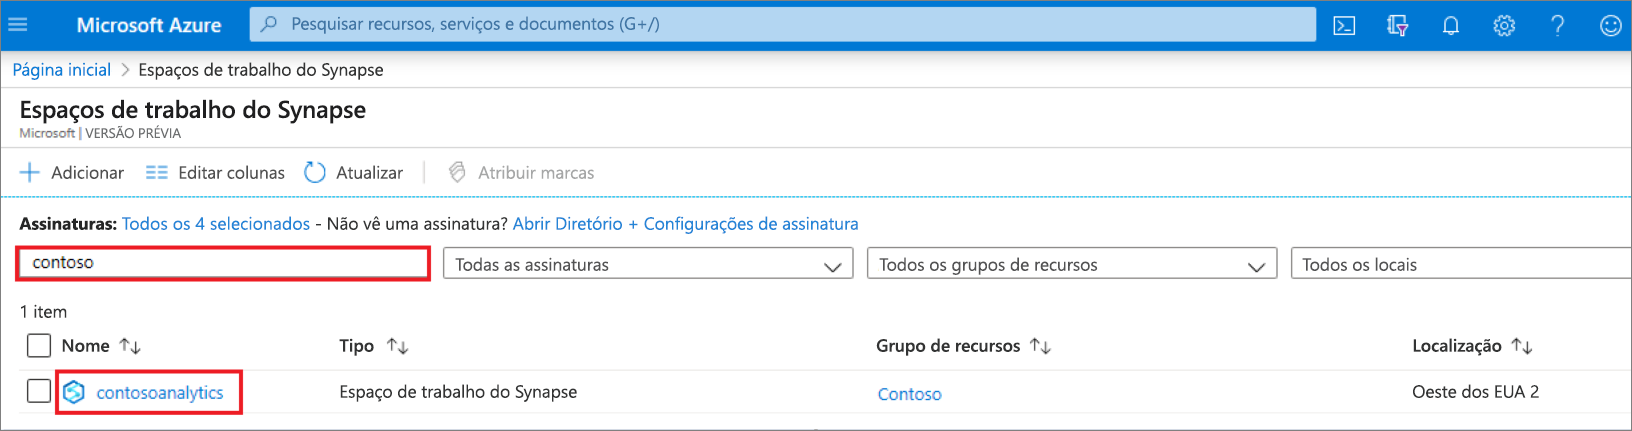 Microsoft Azure Pesquisar recursos, serviços e documentos (G+/)
Página inicial > Espaços de trabalho do Synapse
Espaços de trabalho do Synapse
Microsoft | VERSÃO PRÉVIA
Adicionar Editar colunas Atualizar Atribuir marcas
Assinaturas: Todos os 4 selecionados - Não vê uma assinatura? Abrir Diretório + Configurações de assinatura
contoso Todas as assinaturas Todos os grupos de recursos Todos os locais
1 item
Nome Tipo Grupo de recursos Localização
contosoanalytics Espaço de trabalho do Synapse Contoso Oeste dos EUA 2